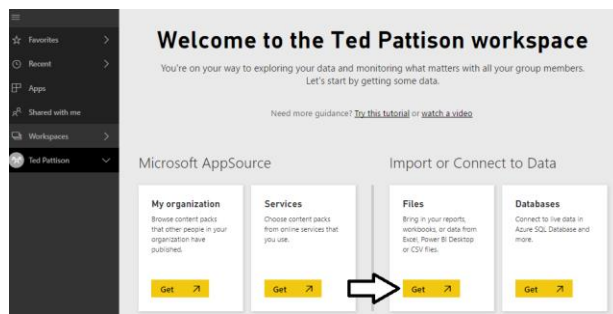 Favorites
Recent
Apps
Shared with me
Workspaces
Ted Pattison
Welcome to the Ted Pattison workspace
You're on your way to exploring your data and monitoring what matters with all your group members.
Let's start by getting some data.
Need more guidance? Try this tutorial or watch a video
Microsoft AppSource
My organization
Browse content packs
that other people in your
organization have
published.
Get
Services
Choose content packs
from online services that
you use.
Get
Import or Connect to Data
Files
Bring in your reports,
workbooks, or data from
Excel, Power BI Desktop
or CSV files.
Get
Databases
Connect to live data in
Azure SQL Database and
more.
Get